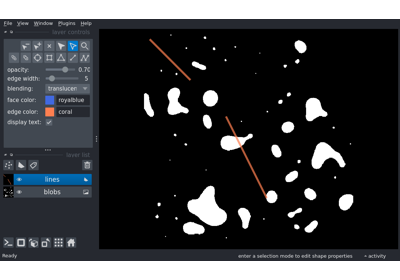 File View Window Plugins Help
layer controls
opacity: 0.70
edge width: 5
blending: translucen
face color: royalblue
edge color: coral
display text:
layer list
lines
blobs
Ready enter a selection mode to edit shape properties activity